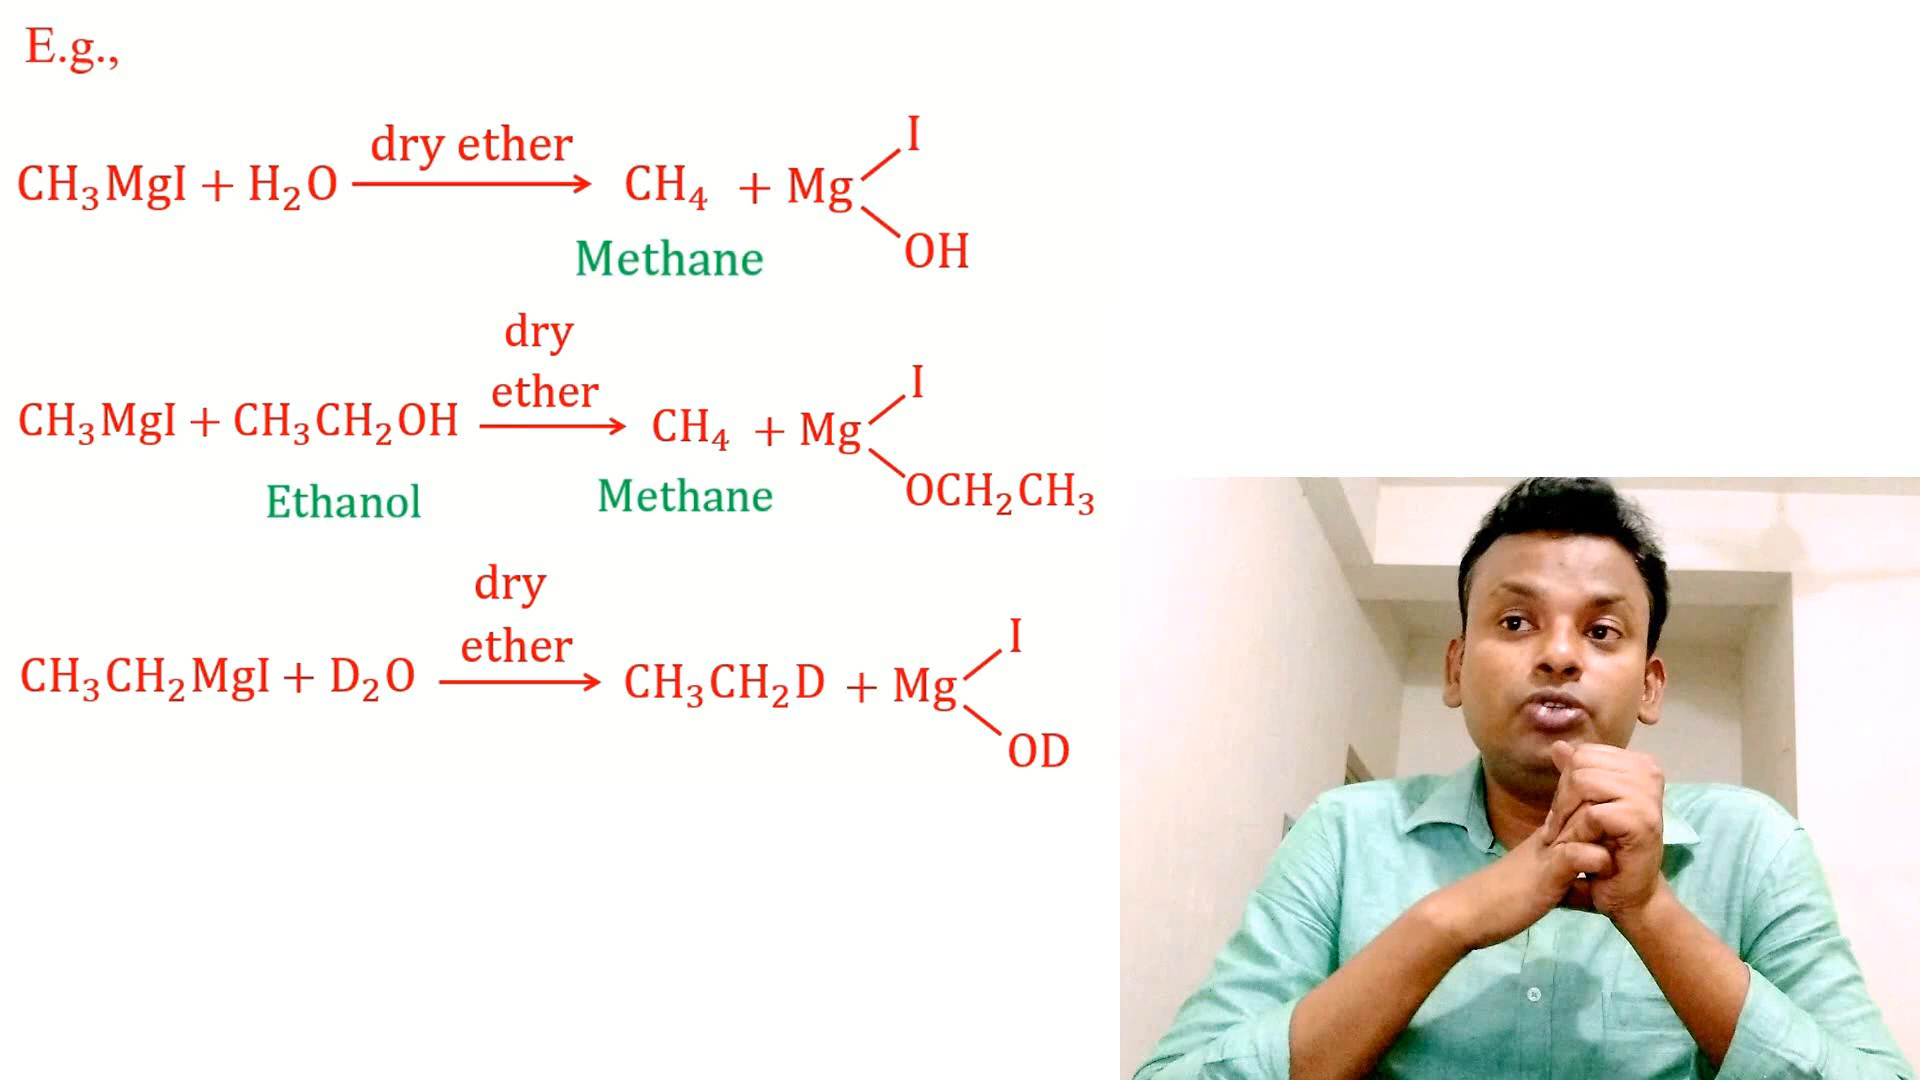 E.g.,
CH₃MgI + H₂O dry ether → CH₄ + Mg I OH
Methane
dry
ether
CH₃MgI + CH₃CH₂OH → CH₄ + Mg I OCH₂CH₃
Ethanol Methane
dry
ether
CH₃CH₂MgI + D₂O → CH₃CH₂D + Mg I OD